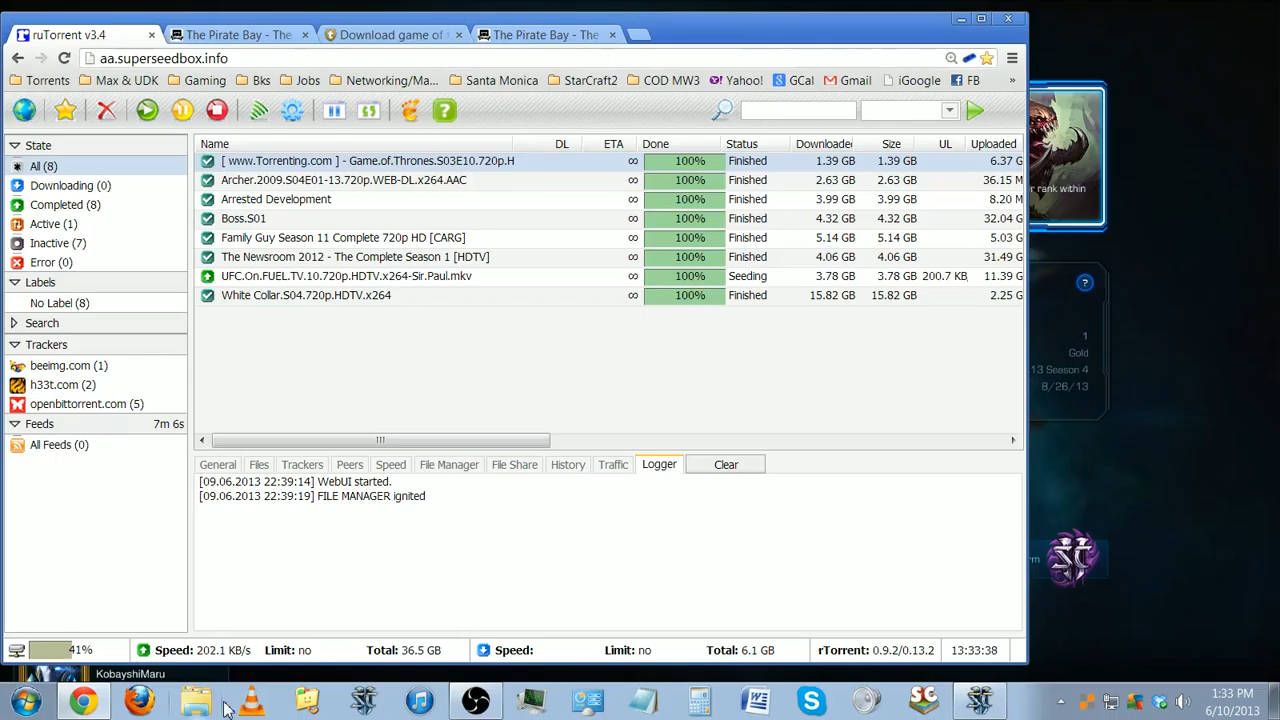 ruTorrent v3.4
The Pirate Bay - The
Download game of
The Pirate Bay - The
aa.superseedbox.info
Torrents Max & UDK Gaming Bks Jobs Networking/Ma... Santa Monica StarCraft2 COD MW3 Yahoo! GCal Gmail iGoogle FB »
State
All (8)
Downloading (0)
Completed (8)
Active (1)
Inactive (7)
Error (0)
Labels
No Label (8)
Search
Trackers
beeimg.com (1)
h33t.com (2)
openbittorrent.com (5)
Feeds 7m 6s
All Feeds (0)
Name DL ETA Done Status Downloaded Size UL Uploaded
[ www.Torrenting.com ] - Game.of.Thrones.S03E10.720p.H ∞ 100% Finished 1.39 GB 1.39 GB 6.37 G
Archer.2009.S04E01-13.720p.WEB-DL.x264.AAC ∞ 100% Finished 2.63 GB 2.63 GB 36.15 M
Arrested Development ∞ 100% Finished 3.99 GB 3.99 GB 8.20 M
Boss.S01 ∞ 100% Finished 4.32 GB 4.32 GB 32.04 G
Family Guy Season 11 Complete 720p HD [CARG] ∞ 100% Finished 5.14 GB 5.14 GB 5.03 G
The Newsroom 2012 - The Complete Season 1 [HDTV] ∞ 100% Finished 4.06 GB 4.06 GB 31.49 G
UFC.On.FUEL.TV.10.720p.HDTV.x264-Sir.Paul.mkv ∞ 100% Seeding 3.78 GB 3.78 GB 200.7 KB, 11.39 G
White Collar.S04.720p.HDTV.x264 ∞ 100% Finished 15.82 GB 15.82 GB 2.25 G
General Files Trackers Peers Speed File Manager File Share History Traffic Logger Clear
[09.06.2013 22:39:14] WebUI started.
[09.06.2013 22:39:19] FILE MANAGER ignited
41% Speed: 202.1 KB/s Limit: no Total: 36.5 GB Speed: Limit: no Total: 6.1 GB rTorrent: 0.9.2/0.13.2 13:33:38
rank within
1
Gold
13 Season 4
8/26/13
KobayshiMaru
1:33 PM
6/10/2013